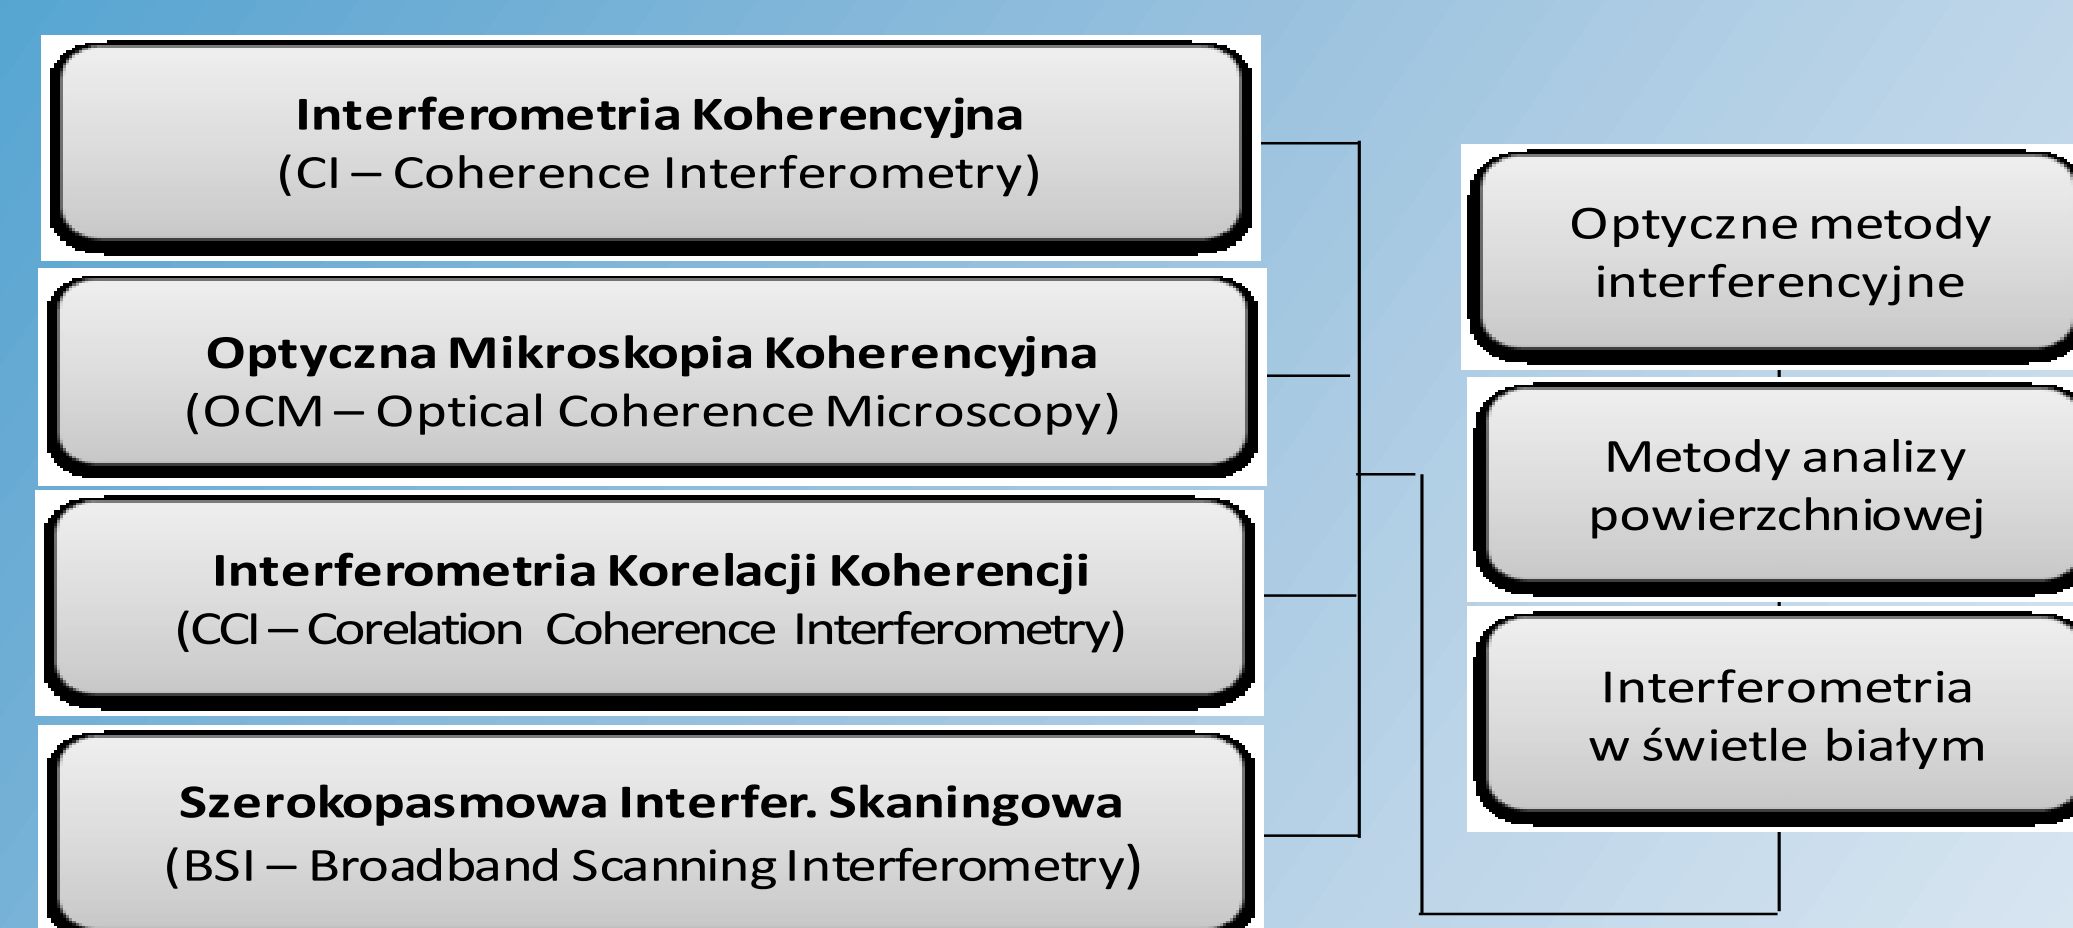 Interferometria Koherencyjna
(CI – Coherence Interferometry)
Optyczna Mikroskopia Koherencyjna
(OCM – Optical Coherence Microscopy)
Interferometria Korelacji Koherencji
(CCI – Corelation Coherence Interferometry)
Szerokopasmowa Interfer. Skaningowa
(BSI – Broadband Scanning Interferometry)
Optyczne metody
interferencyjne
Metody analizy
powierzchniowej
Interferometria
w świetle białym